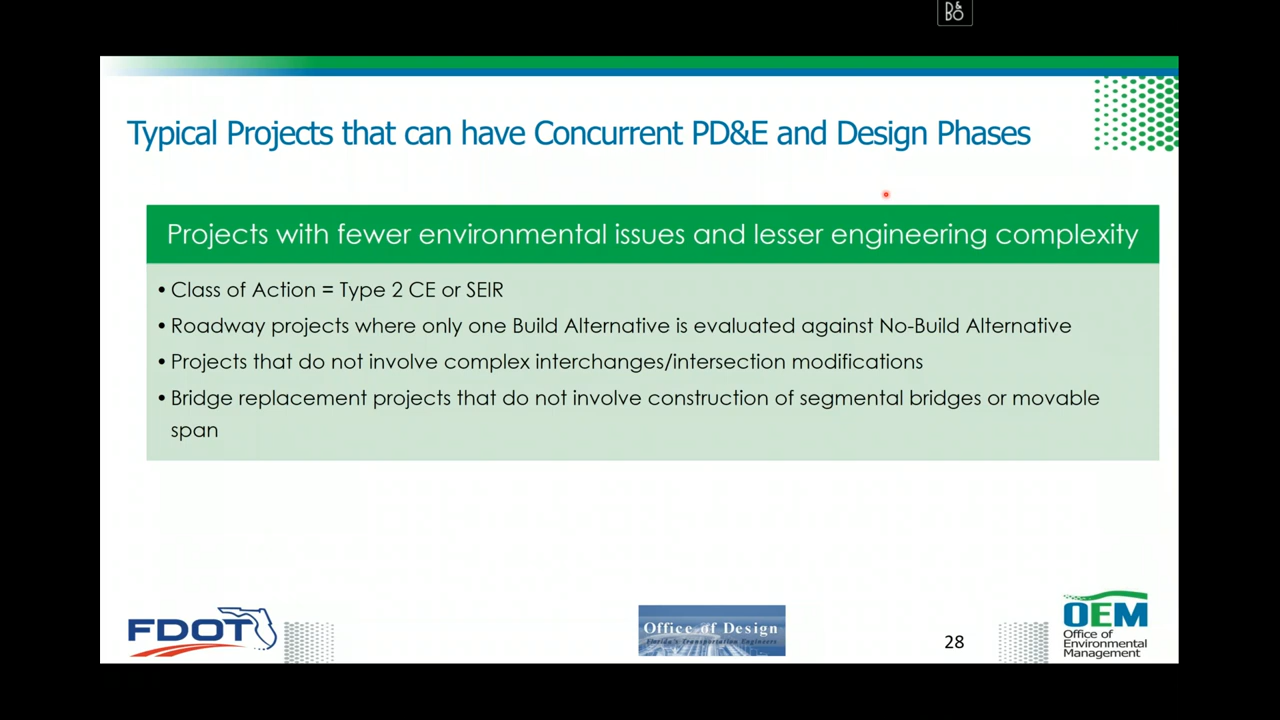 B&O
Typical Projects that can have Concurrent PD&E and Design Phases
Projects with fewer environmental issues and lesser engineering complexity
• Class of Action = Type 2 CE or SEIR
• Roadway projects where only one Build Alternative is evaluated against No-Build Alternative
• Projects that do not involve complex interchanges/intersection modifications
• Bridge replacement projects that do not involve construction of segmental bridges or movable
span
FDOT
Office of Design
Florida's Transportation Engineers
28
OEM
Office of
Environmental
Management